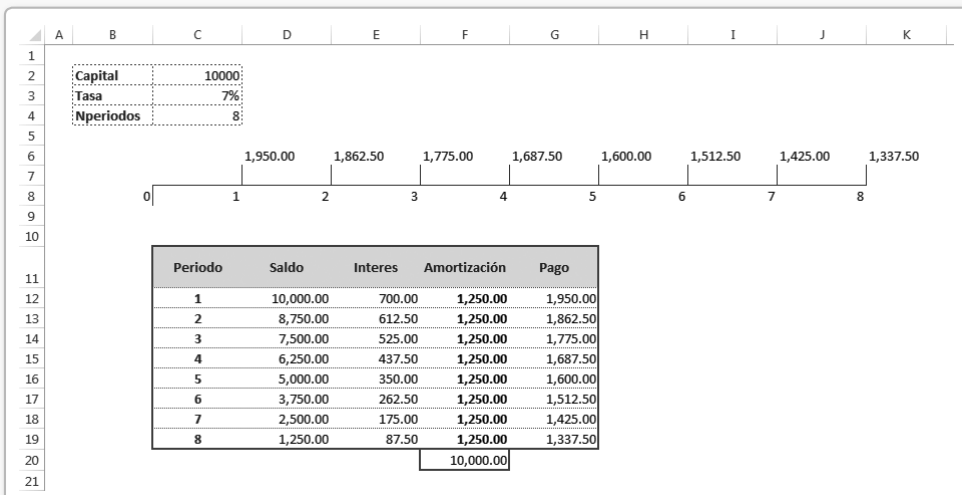 A B C D E F G H I J K
1
2 Capital 10000
3 Tasa 7%
4 Nperiodos 8
5
6 1,950.00 1,862.50 1,775.00 1,687.50 1,600.00 1,512.50 1,425.00 1,337.50
7
8 0 1 2 3 4 5 6 7 8
9
10
11 Periodo Saldo Interes Amortización Pago
12 1 10,000.00 700.00 1,250.00 1,950.00
13 2 8,750.00 612.50 1,250.00 1,862.50
14 3 7,500.00 525.00 1,250.00 1,775.00
15 4 6,250.00 437.50 1,250.00 1,687.50
16 5 5,000.00 350.00 1,250.00 1,600.00
17 6 3,750.00 262.50 1,250.00 1,512.50
18 7 2,500.00 175.00 1,250.00 1,425.00
19 8 1,250.00 87.50 1,250.00 1,337.50
20 10,000.00
21